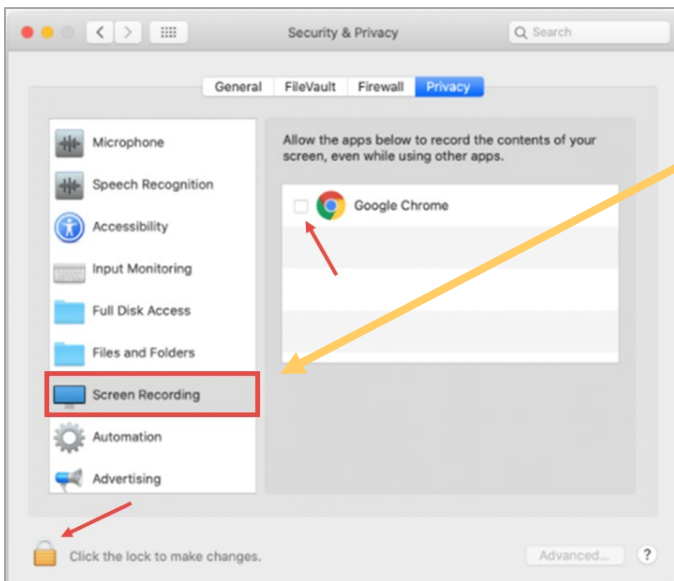 Security & Privacy
Search
General FileVault Firewall Privacy
Microphone
Speech Recognition
Accessibility
Input Monitoring
Full Disk Access
Files and Folders
Screen Recording
Automation
Advertising
Allow the apps below to record the contents of your
screen, even while using other apps.
Google Chrome
Click the lock to make changes.
Advanced...
?